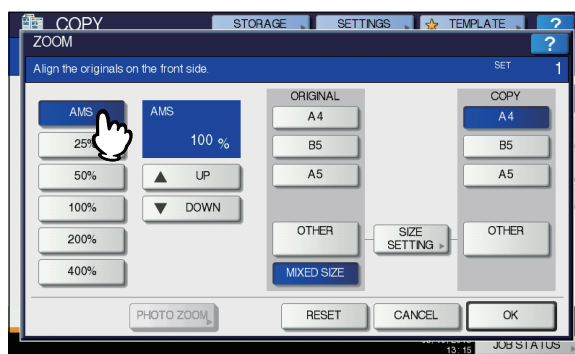 COPY STORAGE SETTINGS TEMPLATE ?
ZOOM ?
Align the originals on the front side. SET 1
ORIGINAL COPY
AMS AMS A4 A4
25% 100 % B5 B5
50% UP A5 A5
100% DOWN
200% OTHER SIZE SETTING OTHER
400% MIXED SIZE
PHOTO ZOOM RESET CANCEL OK
13:15 JOB STATUS